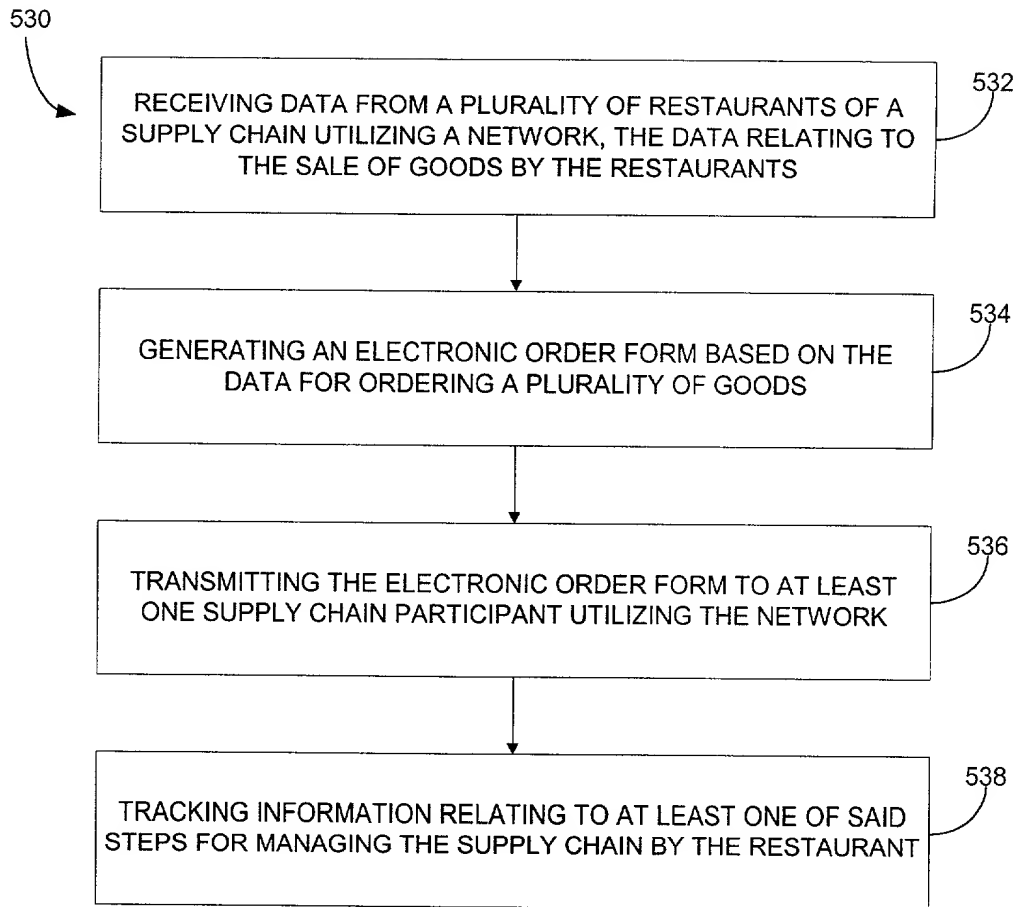 530
532
RECEIVING DATA FROM A PLURALITY OF RESTAURANTS OF A
SUPPLY CHAIN UTILIZING A NETWORK, THE DATA RELATING TO
THE SALE OF GOODS BY THE RESTAURANTS
534
GENERATING AN ELECTRONIC ORDER FORM BASED ON THE
DATA FOR ORDERING A PLURALITY OF GOODS
536
TRANSMITTING THE ELECTRONIC ORDER FORM TO AT LEAST
ONE SUPPLY CHAIN PARTICIPANT UTILIZING THE NETWORK
538
TRACKING INFORMATION RELATING TO AT LEAST ONE OF SAID
STEPS FOR MANAGING THE SUPPLY CHAIN BY THE RESTAURANT